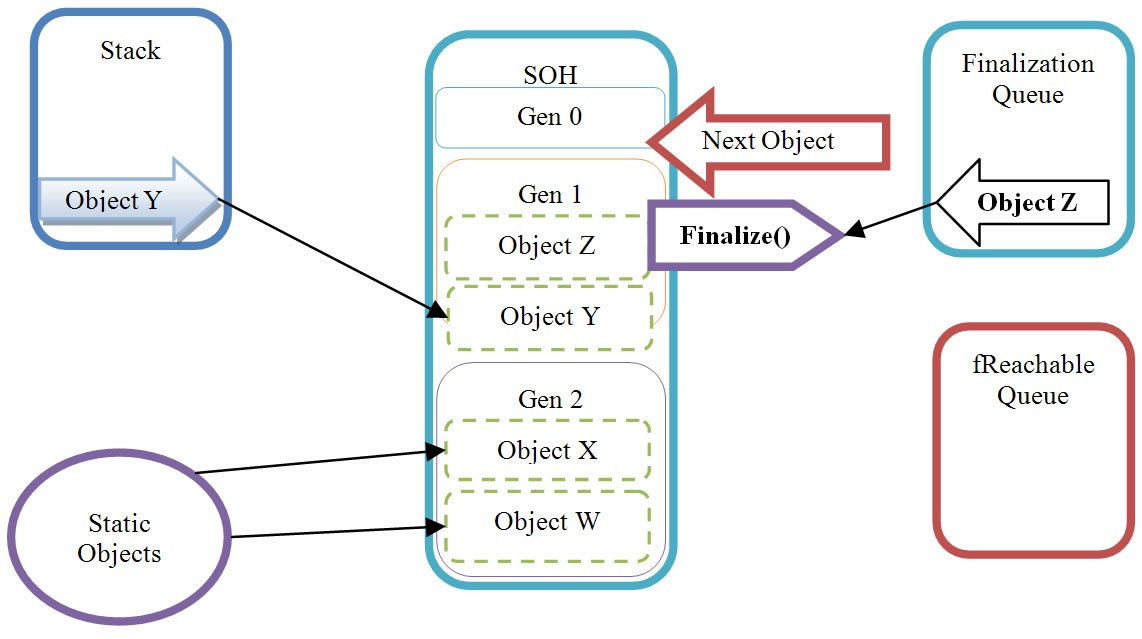 Stack
Object Y
SOH
Gen 0
Next Object
Gen 1
Object Z
Finalize()
Object Y
Gen 2
Object X
Object W
Static
Objects
Finalization
Queue
Object Z
fReachable
Queue